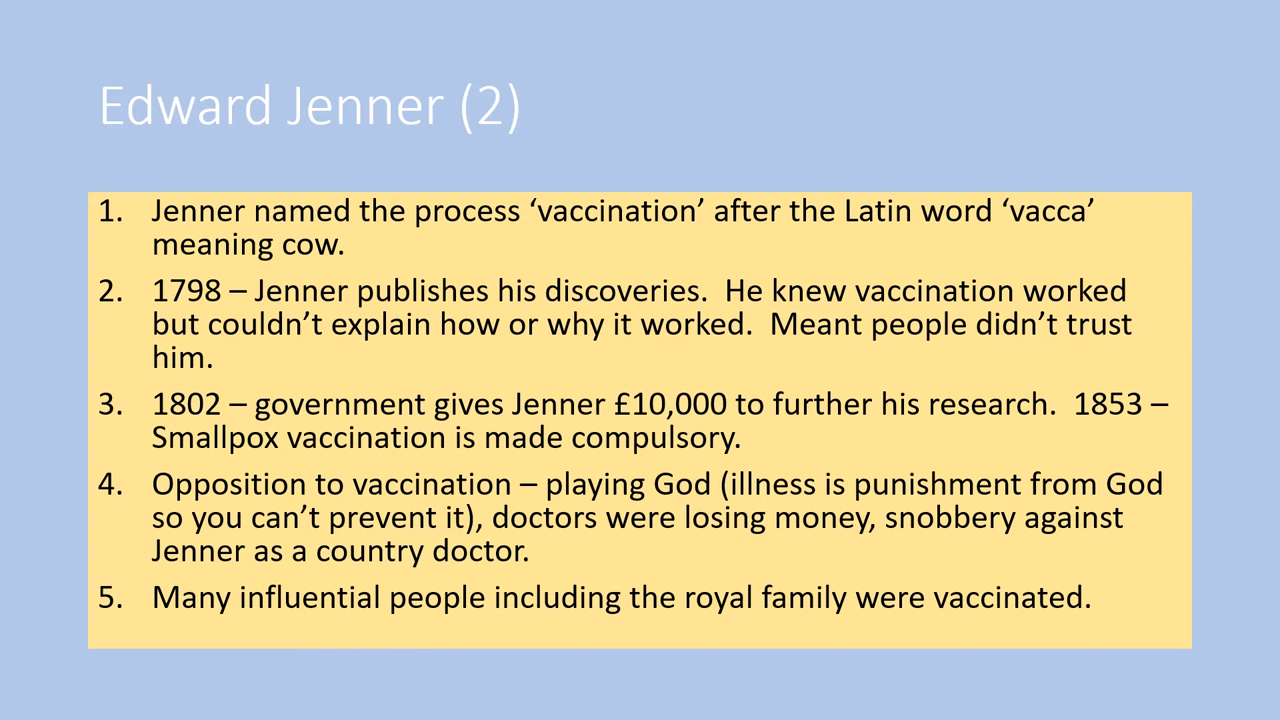 Edward Jenner (2)
1. Jenner named the process ‘vaccination’ after the Latin word ‘vacca’
meaning cow.
2. 1798 – Jenner publishes his discoveries.  He knew vaccination worked
but couldn’t explain how or why it worked.  Meant people didn’t trust
him.
3. 1802 – government gives Jenner £10,000 to further his research.  1853 –
Smallpox vaccination is made compulsory.
4. Opposition to vaccination – playing God (illness is punishment from God
so you can’t prevent it), doctors were losing money, snobbery against
Jenner as a country doctor.
5. Many influential people including the royal family were vaccinated.